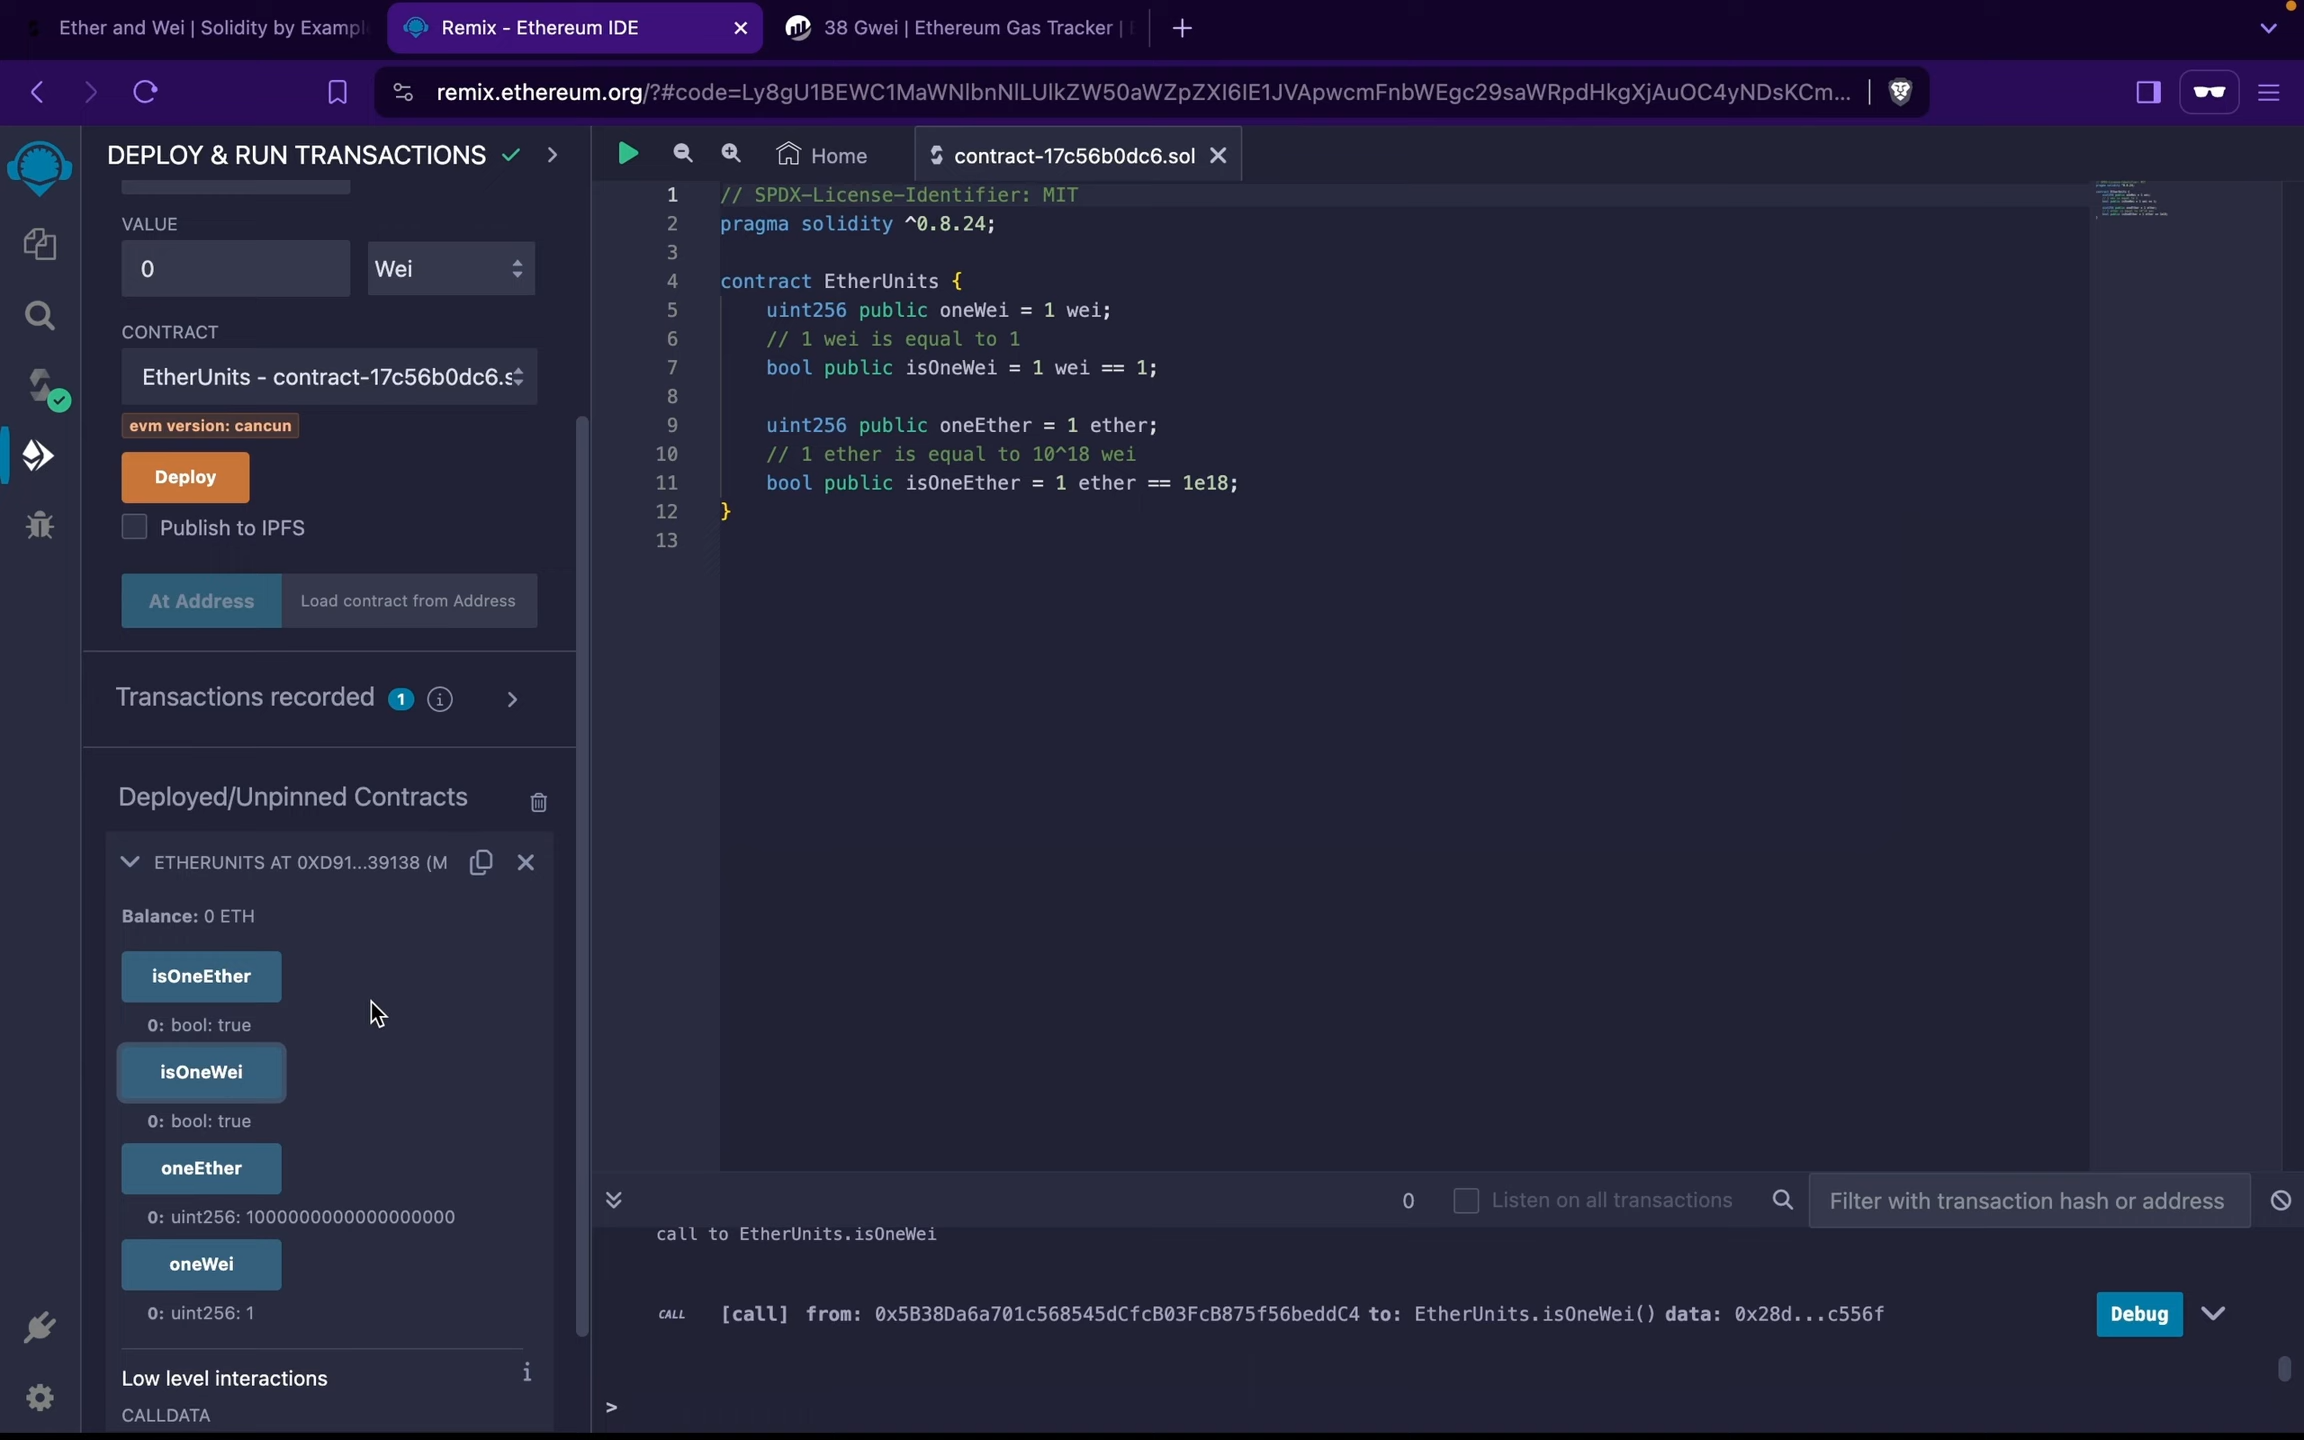 Ether and Wei | Solidity by Exampl
Remix - Ethereum IDE
38 Gwei | Ethereum Gas Tracker |
remix.ethereum.org/?#code=Ly8gU1BEWC1MaWNlbnNlLUlkZW50aWZpZXI6IE1JVApwcmFnbWEgc29saWRpdHkgXjAuOC4yNDsKCm...
DEPLOY & RUN TRANSACTIONS
VALUE
0
Wei
CONTRACT
EtherUnits - contract-17c56b0dc6.s
evm version: cancun
Deploy
Publish to IPFS
At Address
Load contract from Address
Transactions recorded 1 i
Deployed/Unpinned Contracts
ETHERUNITS AT 0XD91...39138 (M
Balance: 0 ETH
isOneEther
0: bool: true
isOneWei
0: bool: true
oneEther
0: uint256: 1000000000000000000
oneWei
0: uint256: 1
Low level interactions
i
CALLDATA
Home
contract-17c56b0dc6.sol
1 // SPDX-License-Identifier: MIT
2 pragma solidity ^0.8.24;
3
4 contract EtherUnits {
5 uint256 public oneWei = 1 wei;
6 // 1 wei is equal to 1
7 bool public isOneWei = 1 wei == 1;
8
9 uint256 public oneEther = 1 ether;
10 // 1 ether is equal to 10^18 wei
11 bool public isOneEther = 1 ether == 1e18;
12 }
13
0
Listen on all transactions
Filter with transaction hash or address
call to EtherUnits.isOneWei
CALL [call] from: 0x5B38Da6a701c568545dCfcB03FcB875f56beddC4 to: EtherUnits.isOneWei() data: 0x28d...c556f
Debug
>